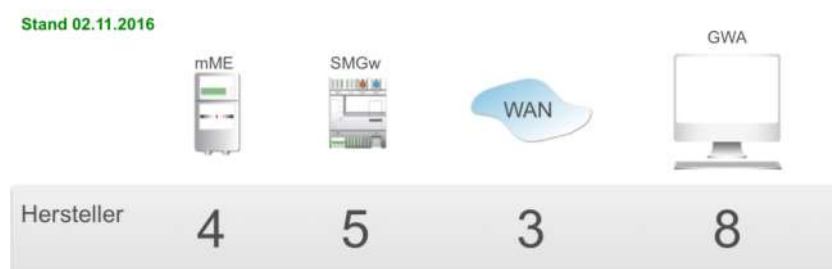 Stand 02.11.2016
GWA
mME
SMGw
WAN
Hersteller
4
5
3
8